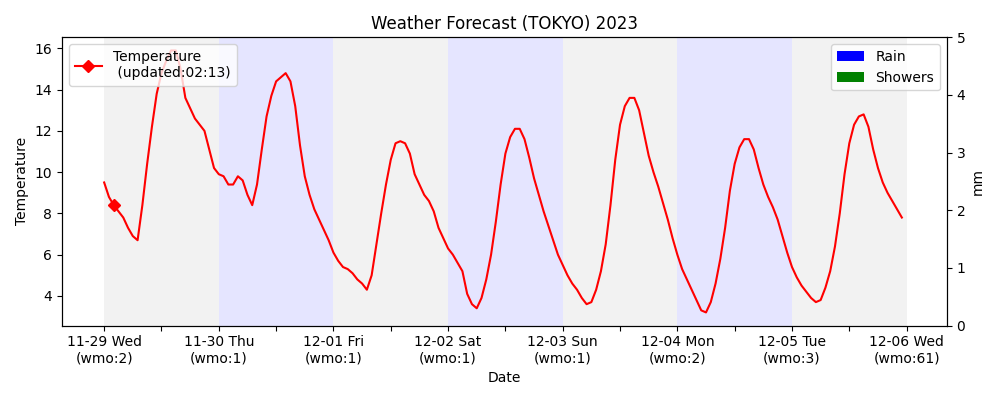 Weather Forecast (TOKYO) 2023
Temperature
(updated:02:13)
Rain
Showers
Temperature
16
14
12
10
8
6
4
5
4
3
2
1
0
mm
11-29 Wed
(wmo:2)
11-30 Thu
(wmo:1)
12-01 Fri
(wmo:1)
12-02 Sat
(wmo:1)
12-03 Sun
(wmo:1)
12-04 Mon
(wmo:2)
12-05 Tue
(wmo:3)
12-06 Wed
(wmo:61)
Date